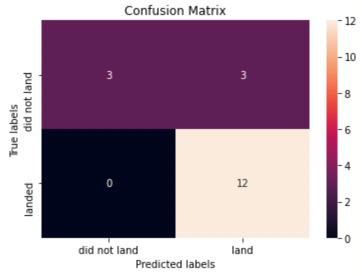 Confusion Matrix
True labels
did not land
landed
3
3
0
12
did not land
land
Predicted labels
12
10
8
6
4
2
0